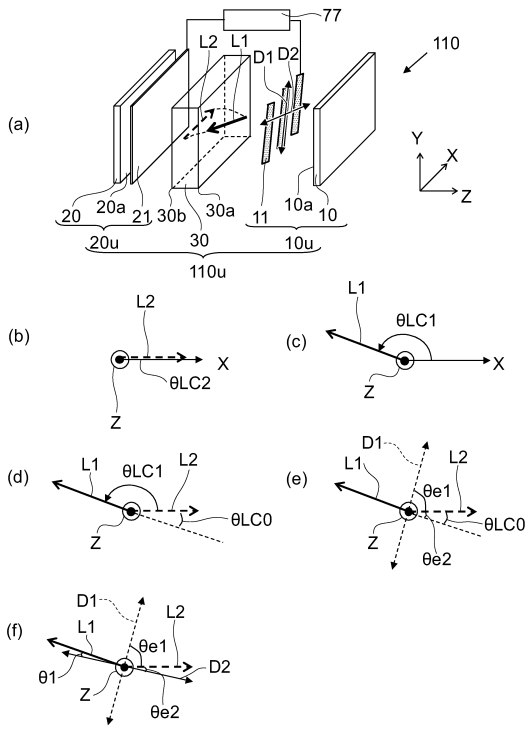 77
L2 L1 D1 D2 110
(a)
Y X Z
20 20a 21 30b 30 30a 11 10a 10
20u 10u
110u
(b) L2 X θLC2 Z
(c) L1 θLC1 X Z
(d) L1 θLC1 L2 θLC0 Z
(e) D1 L1 θe1 L2 θLC0 θe2 Z
(f) D1 L1 θe1 L2 D2 θ1 Z θe2